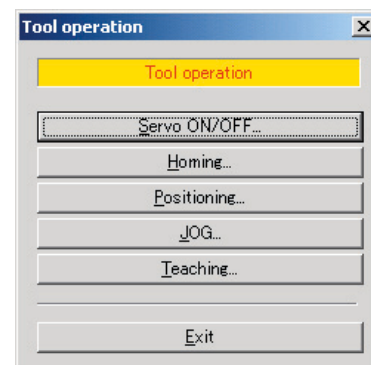 Tool operation
Tool operation
Servo ON/OFF...
Homing...
Positioning...
JOG...
Teaching...
Exit